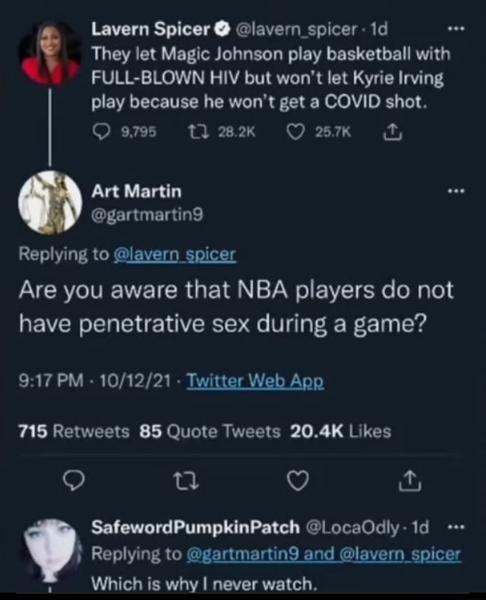 Lavern Spicer @lavern_spicer · 1d
They let Magic Johnson play basketball with
FULL-BLOWN HIV but won't let Kyrie Irving
play because he won't get a COVID shot.
9,795 28.2K 25.7K
Art Martin
@gartmartin9
Replying to @lavern_spicer
Are you aware that NBA players do not
have penetrative sex during a game?
9:17 PM · 10/12/21 · Twitter Web App
715 Retweets 85 Quote Tweets 20.4K Likes
SafewordPumpkinPatch @LocaOdly · 1d
Replying to @gartmartin9 and @lavern_spicer
Which is why I never watch.